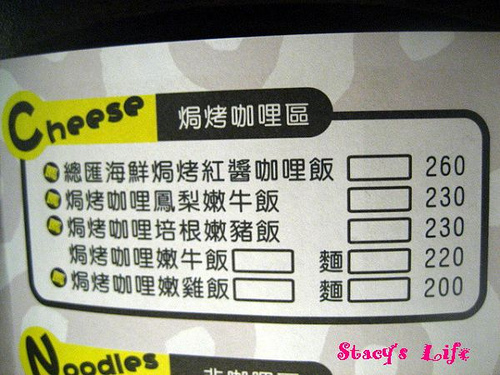 Cheese 焗烤咖哩區
總匯海鮮焗烤紅醬咖哩飯 260
焗烤咖哩鳳梨嫩牛飯 230
焗烤咖哩培根嫩豬飯 230
焗烤咖哩嫩牛飯 麵 220
焗烤咖哩嫩雞飯 麵 200
Noodles
Stacy's Life